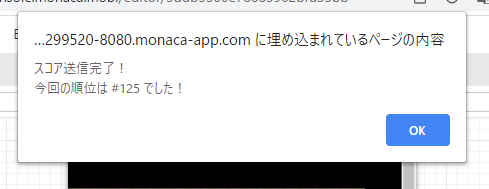 ...299520-8080.monaca-app.com に埋め込まれているページの内容
スコア送信完了！
今回の順位は #125 でした！
OK